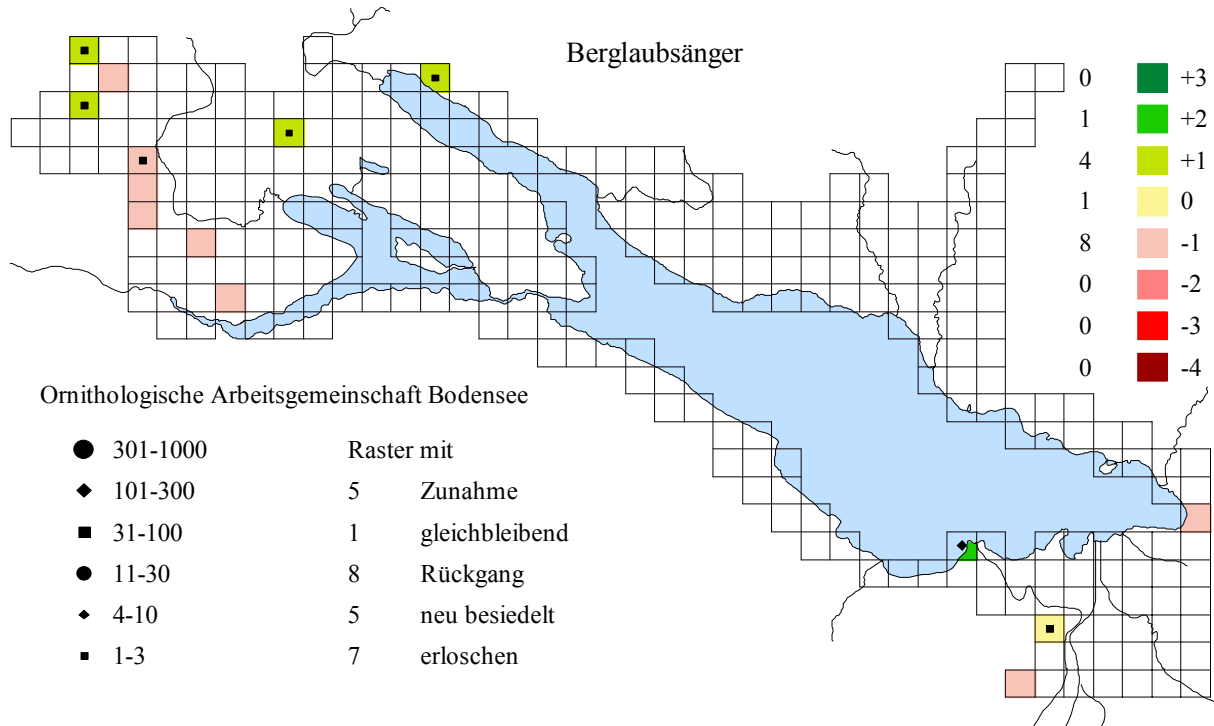 Berglaubsänger
0 +3
1 +2
4 +1
1 0
8 -1
0 -2
0 -3
0 -4
Ornithologische Arbeitsgemeinschaft Bodensee
301-1000
101-300
31-100
11-30
4-10
1-3
Raster mit
5 Zunahme
1 gleichbleibend
8 Rückgang
5 neu besiedelt
7 erloschen